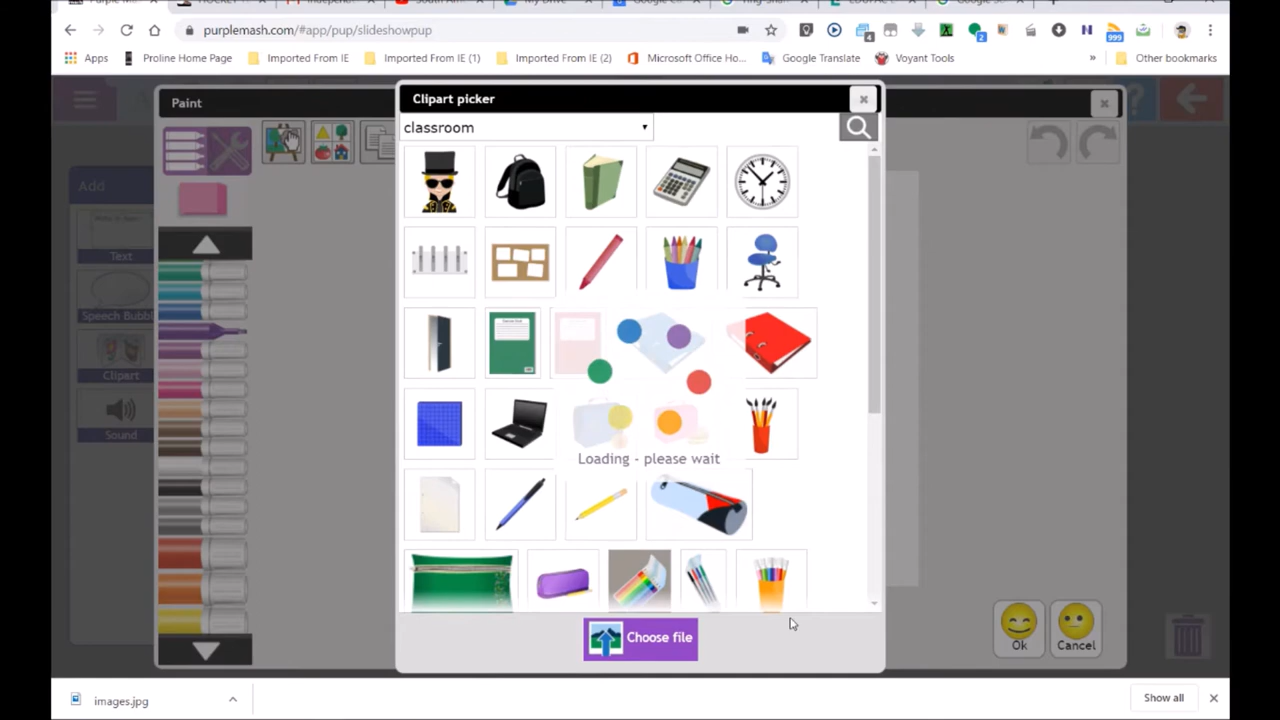 purplemash.com/#app/pup/slideshowpup
Apps Proline Home Page Imported From IE Imported From IE (1) Imported From IE (2) Microsoft Office Ho... Google Translate Voyant Tools » Other bookmarks
Paint
Clipart picker
classroom
Add
Text
Speech Bubbl
Clipart
Sound
Loading - please wait
Choose file
Ok
Cancel
images.jpg
Show all